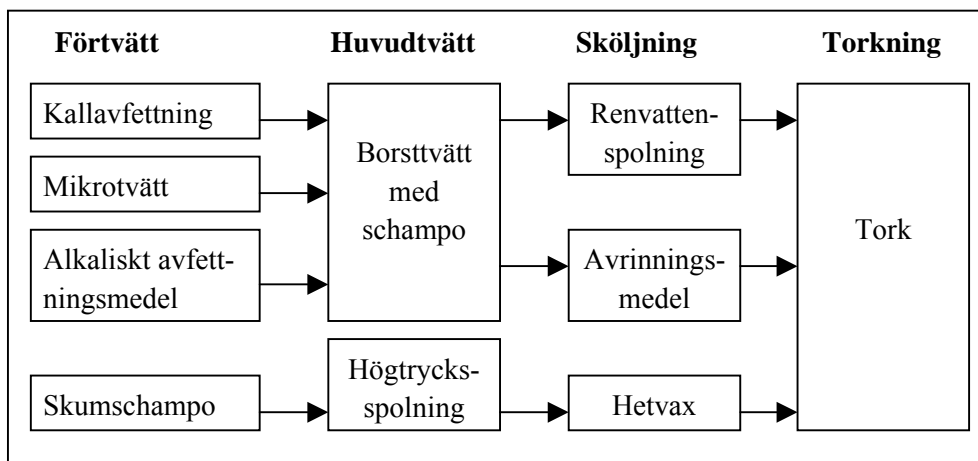 Förtvätt
Huvudtvätt
Sköljning
Torkning
Kallavfettning
Mikrotvätt
Alkaliskt avfett-
ningsmedel
Skumschampo
Borsttvätt
med
schampo
Högtrycks-
spolning
Renvatten-
spolning
Avrinnings-
medel
Hetvax
Tork